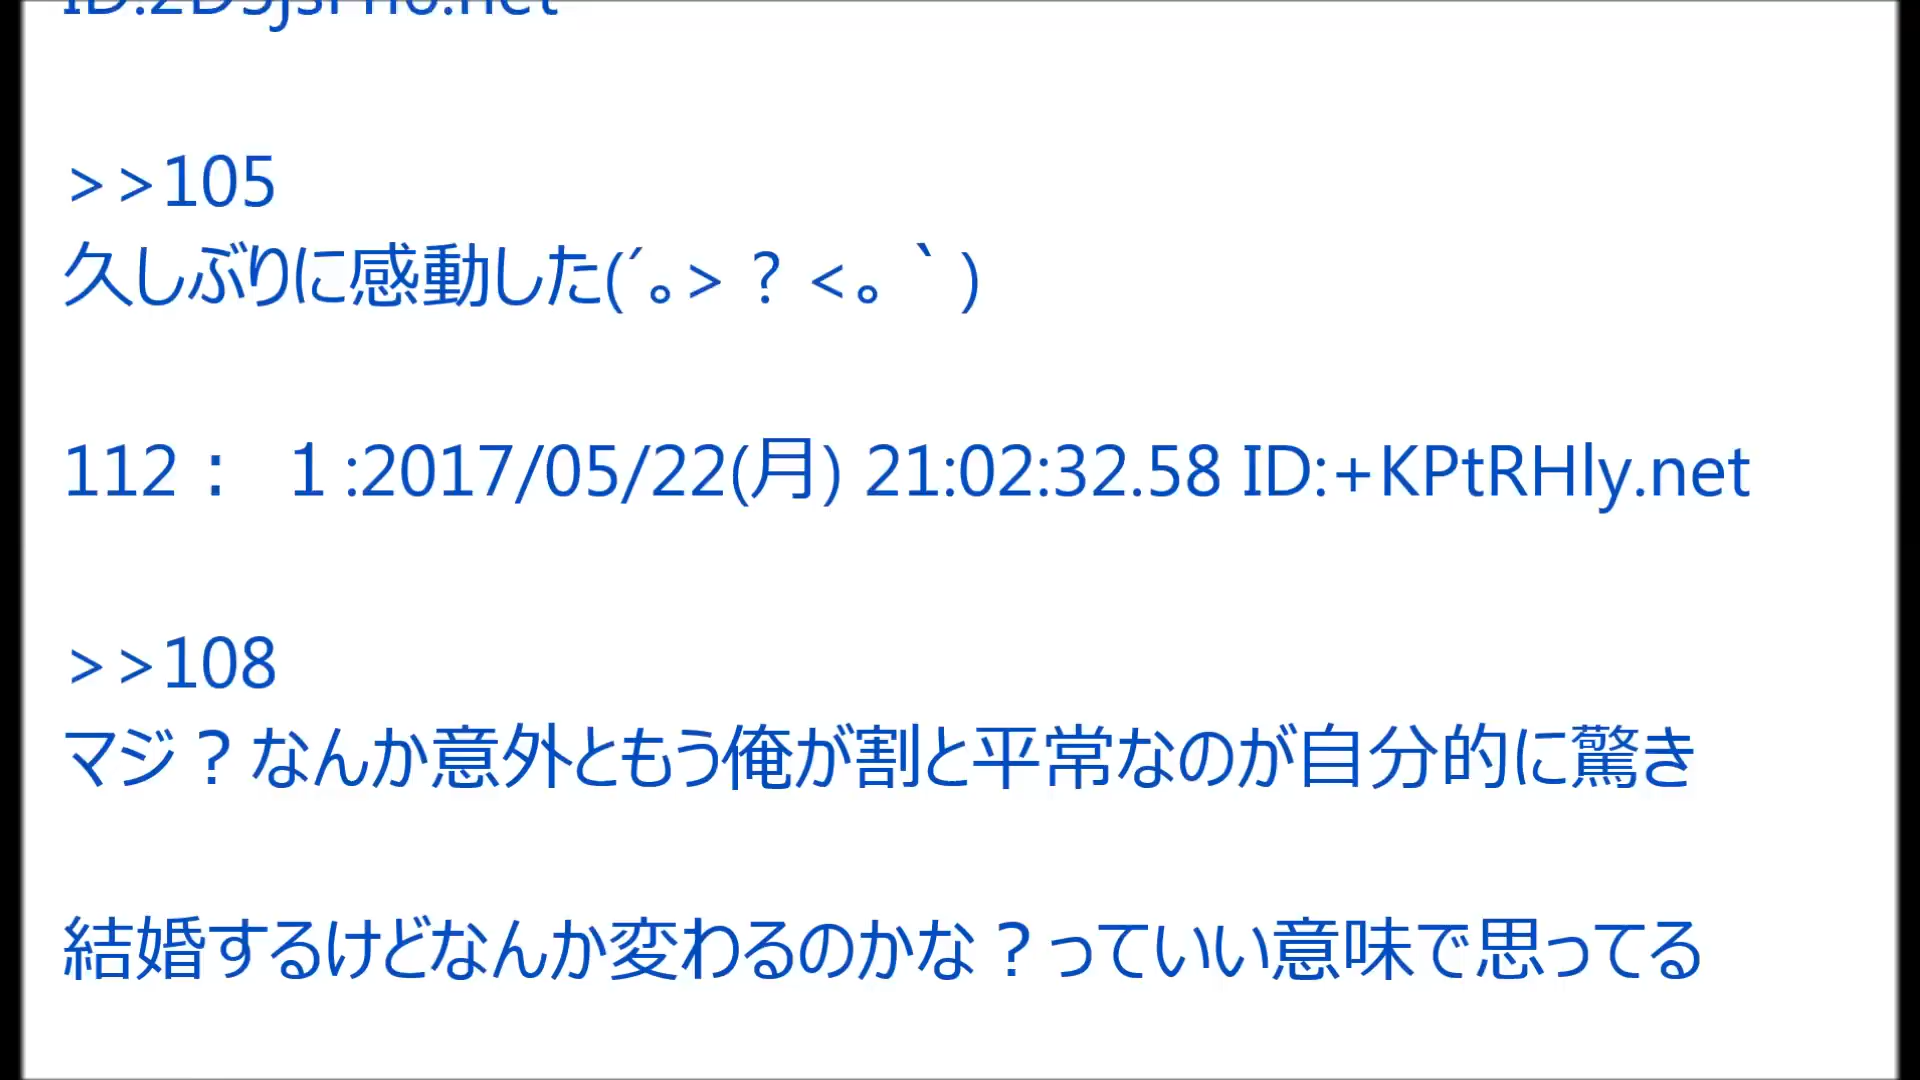 >>105
久しぶりに感動した(´｡>？<｡｀)
112： １:2017/05/22(月) 21:02:32.58 ID:+KPtRHly.net
>>108
マジ？なんか意外ともう俺が割と平常なのが自分的に驚き
結婚するけどなんか変わるのかな？っていい意味で思ってる